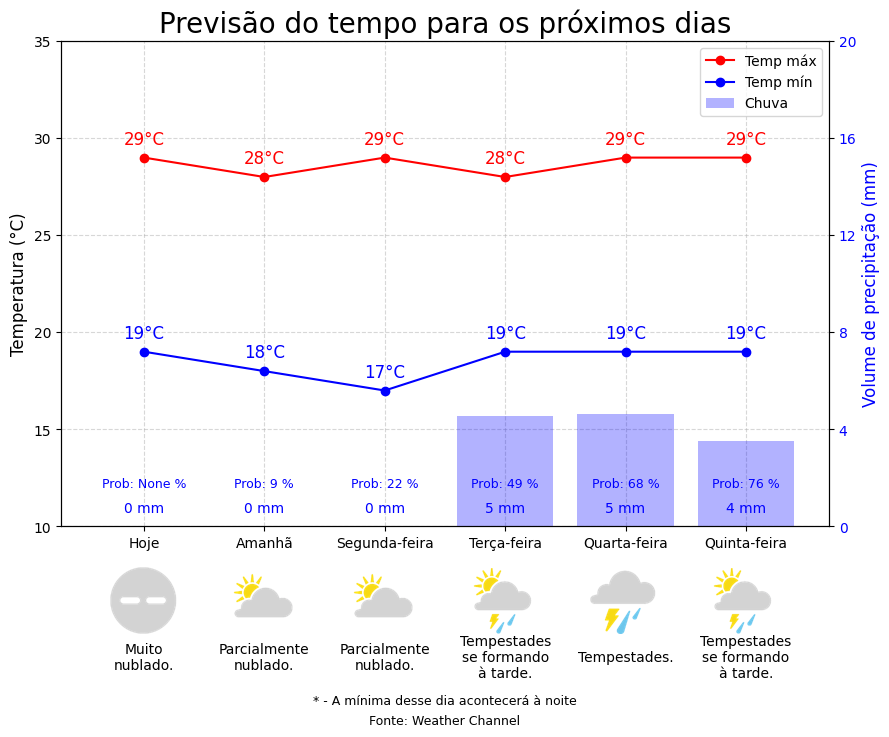 Previsão do tempo para os próximos dias
35
30
25
20
15
10
Temperatura (°C)
20
16
12
8
4
0
Volume de precipitação (mm)
Temp máx
Temp mín
Chuva
29°C
28°C
29°C
28°C
29°C
29°C
19°C
18°C
17°C
19°C
19°C
19°C
Prob: None %
Prob: 9 %
Prob: 22 %
Prob: 49 %
Prob: 68 %
Prob: 76 %
0 mm
0 mm
0 mm
5 mm
5 mm
4 mm
Hoje
Amanhã
Segunda-feira
Terça-feira
Quarta-feira
Quinta-feira
Muito
nublado.
Parcialmente
nublado.
Parcialmente
nublado.
Tempestades
se formando
à tarde.
Tempestades.
Tempestades
se formando
à tarde.
* - A mínima desse dia acontecerá à noite
Fonte: Weather Channel